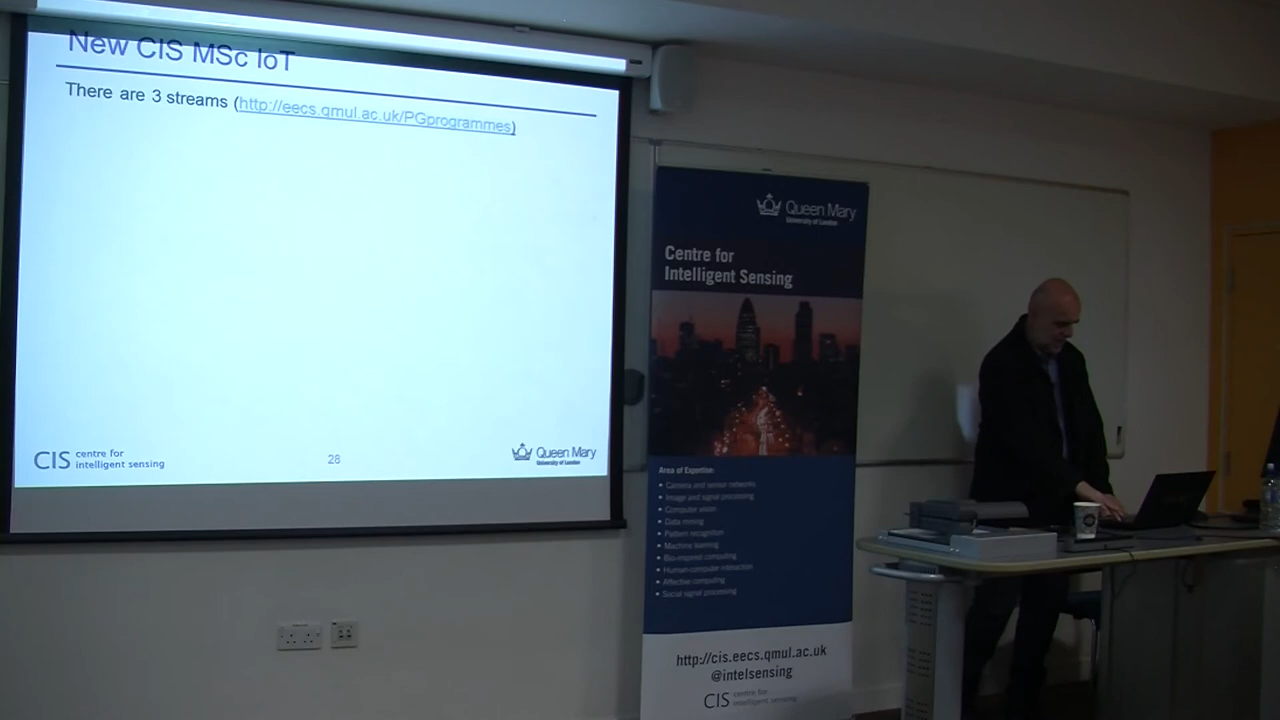 New CIS MSc IoT
There are 3 streams (http://eecs.qmul.ac.uk/PGprogrammes)
CIS centre for
intelligent sensing
28
Queen Mary
University of London
Queen Mary
University of London
Centre for
Intelligent Sensing
Area of Expertise:
• Camera and sensor networks
• Image and signal processing
• Computer vision
• Data mining
• Pattern recognition
• Machine learning
• Bio-inspired computing
• Human-computer interaction
• Affective computing
• Social signal processing
http://cis.eecs.qmul.ac.uk
@intelsensing
CIS centre for
intelligent sensing